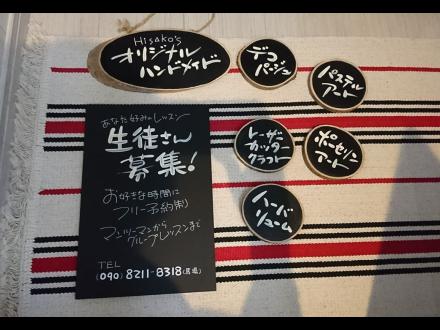 Hisako's
オリジナル
ハンドメイド
デコ
パージュ
パステル
アート
レーザー
カッター
クラフト
ポーセリン
アート
ハーバ
リューム
あなた好みのレッスン
生徒さん
募集!
お好きな時間に
フリー予約制
マンツーマンから
グループレッスンまで
TEL
(090) 8211-8318(馬場)